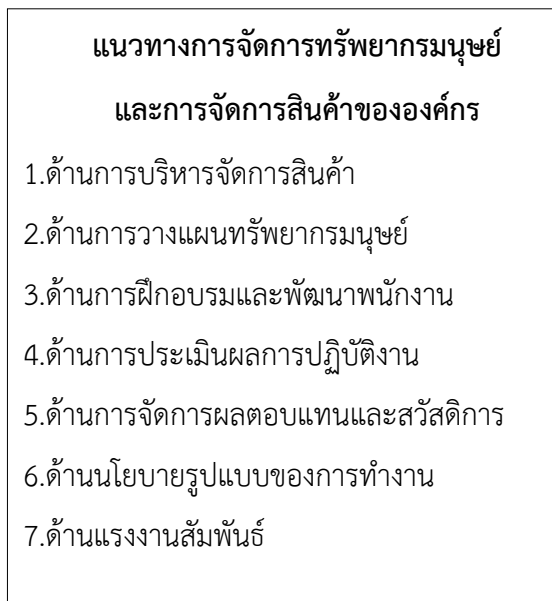 แนวทางการจัดการทรัพยากรมนุษย์
และการจัดการสินค้าขององค์กร
1.ด้านการบริหารจัดการสินค้า
2.ด้านการวางแผนทรัพยากรมนุษย์
3.ด้านการฝึกอบรมและพัฒนาพนักงาน
4.ด้านการประเมินผลการปฏิบัติงาน
5.ด้านการจัดการผลตอบแทนและสวัสดิการ
6.ด้านนโยบายรูปแบบของการทำงาน
7.ด้านแรงงานสัมพันธ์